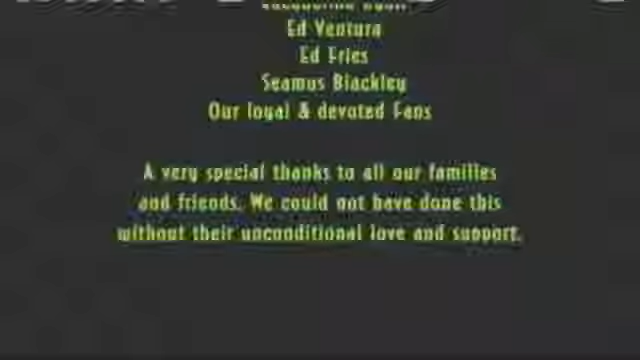 Ed Ventura
Ed Fries
Seamus Blackley
Our loyal & devoted Fans
A very special thanks to all our families
and friends. We could not have done this
without their unconditional love and support.